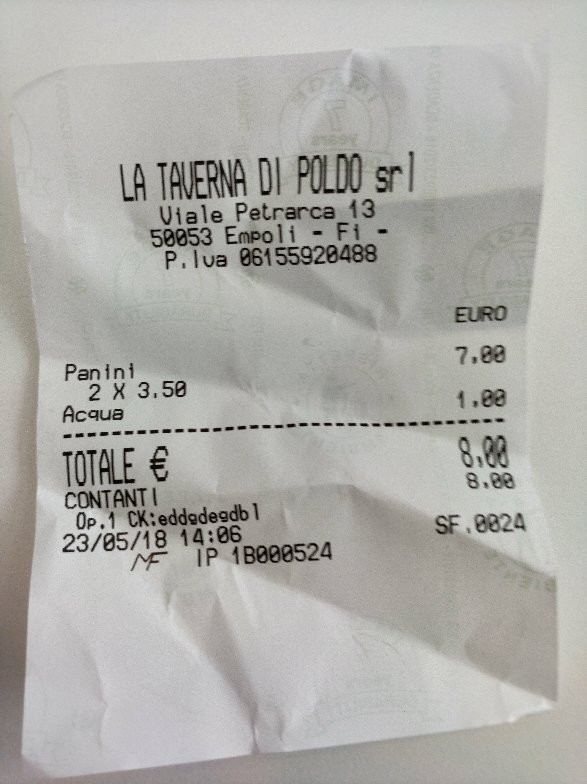 LA TAVERNA DI POLDO srl
Viale Petrarca 13
50053 Empoli - Fi -
P.Iva 06155920488
EURO
Panini 7,00
2 X 3,50
Acqua 1,00
TOTALE € 8,00
CONTANTI 8,00
Op.1 CK:eddgdegdbl
23/05/18 14:06 SF.0024
MF IP 1B000524